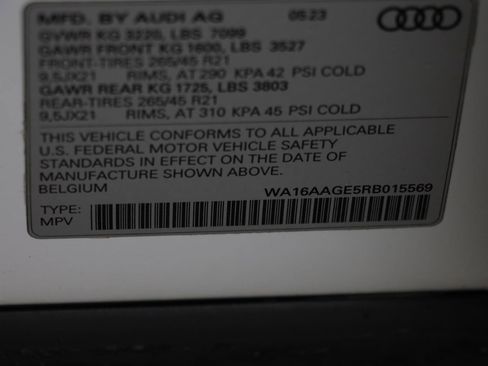 MFD. BY AUDI AG 05.23
GVWR KG 3220, LBS 7099
GAWR FRONT KG 1600, LBS 3527
FRONT-TIRES 265/45 R21
9,5JX21 RIMS, AT 290 KPA 42 PSI COLD
GAWR REAR KG 1725, LBS 3803
REAR-TIRES 265/45 R21
9,5JX21 RIMS, AT 310 KPA 45 PSI COLD
THIS VEHICLE CONFORMS TO ALL APPLICABLE
U.S. FEDERAL MOTOR VEHICLE SAFETY
STANDARDS IN EFFECT ON THE DATE OF
MANUFACTURE SHOWN ABOVE.
BELGIUM WA16AAGE5RB015569
TYPE:
MPV